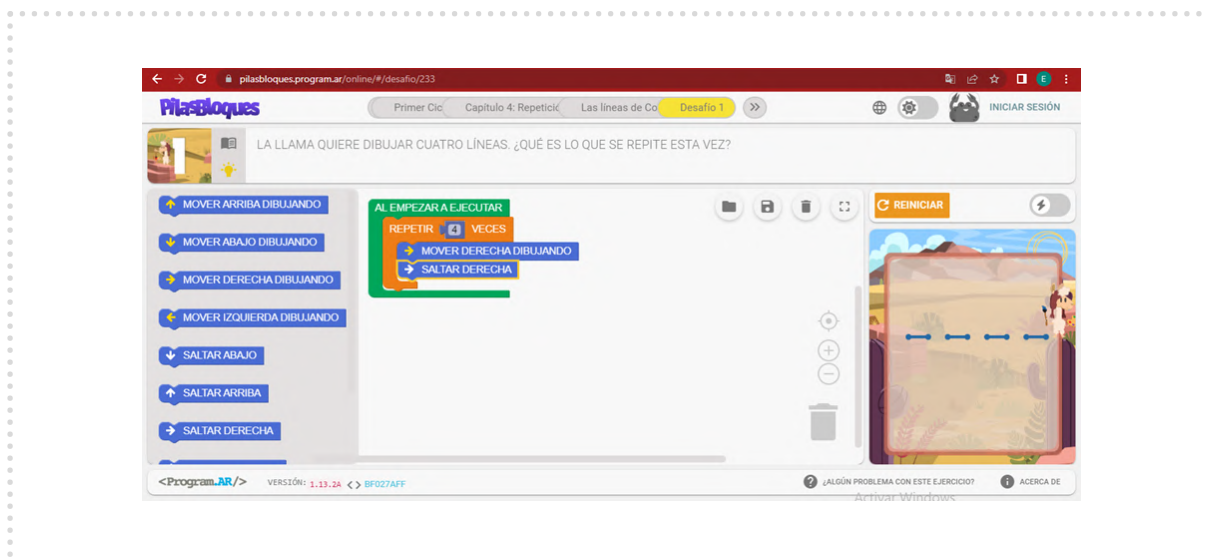 pilasbloques.program.ar/online/#/desafio/233
E
PilasBloques
Primer Cic
Capítulo 4: Repetició
Las líneas de Co
Desafío 1
INICIAR SESIÓN
1
LA LLAMA QUIERE DIBUJAR CUATRO LÍNEAS. ¿QUÉ ES LO QUE SE REPITE ESTA VEZ?
MOVER ARRIBA DIBUJANDO
MOVER ABAJO DIBUJANDO
MOVER DERECHA DIBUJANDO
MOVER IZQUIERDA DIBUJANDO
SALTAR ABAJO
SALTAR ARRIBA
SALTAR DERECHA
AL EMPEZAR A EJECUTAR
REPETIR 4 VECES
MOVER DERECHA DIBUJANDO
SALTAR DERECHA
REINICIAR
<Program.AR/>
VERSIÓN: 1.13.2A <> BF027AFF
¿ALGÚN PROBLEMA CON ESTE EJERCICIO?
ACERCA DE
Activar Windows